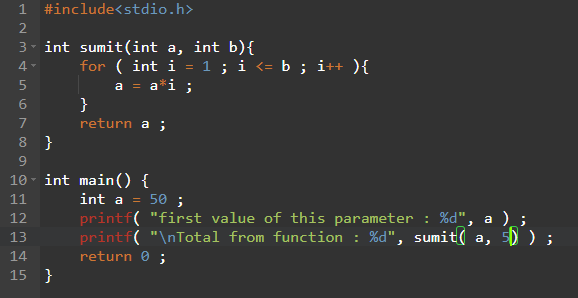 1 #include<stdio.h>
2
3 int sumit(int a, int b){
4     for ( int i = 1 ; i <= b ; i++ ){
5         a = a*i ;
6     }
7     return a ;
8 }
9
10 int main() {
11     int a = 50 ;
12     printf( "first value of this parameter : %d", a ) ;
13     printf( "\nTotal from function : %d", sumit( a, 5) ) ;
14     return 0 ;
15 }